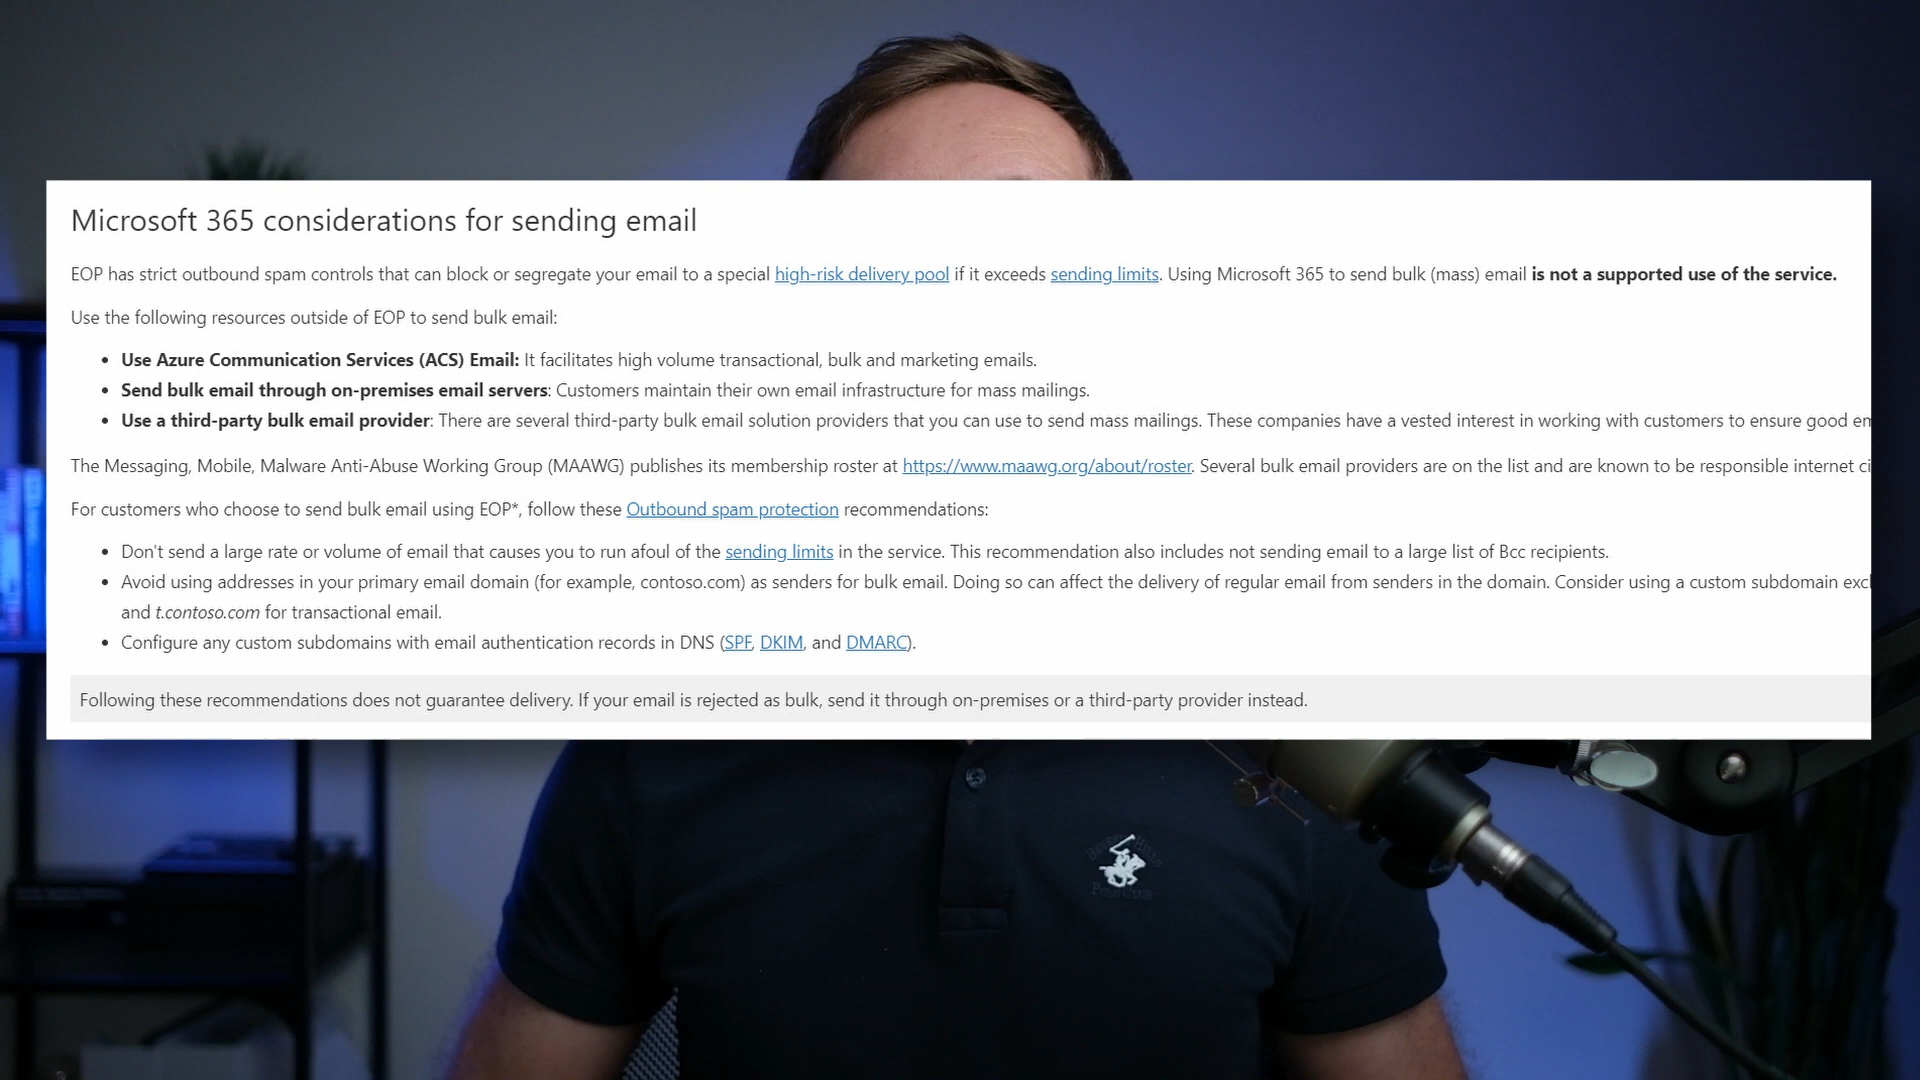 Microsoft 365 considerations for sending email
EOP has strict outbound spam controls that can block or segregate your email to a special high-risk delivery pool if it exceeds sending limits. Using Microsoft 365 to send bulk (mass) email is not a supported use of the service.
Use the following resources outside of EOP to send bulk email:
• Use Azure Communication Services (ACS) Email: It facilitates high volume transactional, bulk and marketing emails.
• Send bulk email through on-premises email servers: Customers maintain their own email infrastructure for mass mailings.
• Use a third-party bulk email provider: There are several third-party bulk email solution providers that you can use to send mass mailings. These companies have a vested interest in working with customers to ensure good em
The Messaging, Mobile, Malware Anti-Abuse Working Group (MAAWG) publishes its membership roster at https://www.maawg.org/about/roster. Several bulk email providers are on the list and are known to be responsible internet ci
For customers who choose to send bulk email using EOP*, follow these Outbound spam protection recommendations:
• Don't send a large rate or volume of email that causes you to run afoul of the sending limits in the service. This recommendation also includes not sending email to a large list of Bcc recipients.
• Avoid using addresses in your primary email domain (for example, contoso.com) as senders for bulk email. Doing so can affect the delivery of regular email from senders in the domain. Consider using a custom subdomain excl
and t.contoso.com for transactional email.
• Configure any custom subdomains with email authentication records in DNS (SPF, DKIM, and DMARC).
Following these recommendations does not guarantee delivery. If your email is rejected as bulk, send it through on-premises or a third-party provider instead.